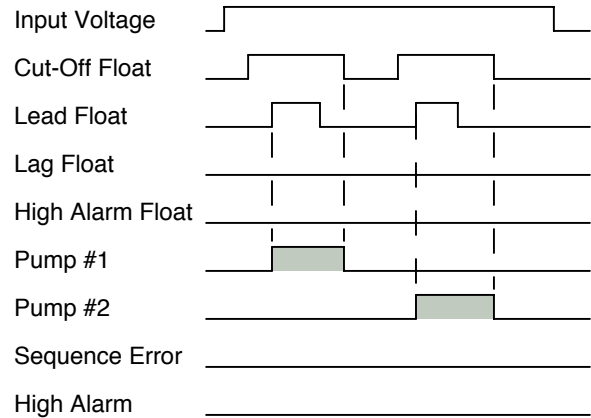 Input Voltage
Cut-Off Float
Lead Float
Lag Float
High Alarm Float
Pump #1
Pump #2
Sequence Error
High Alarm